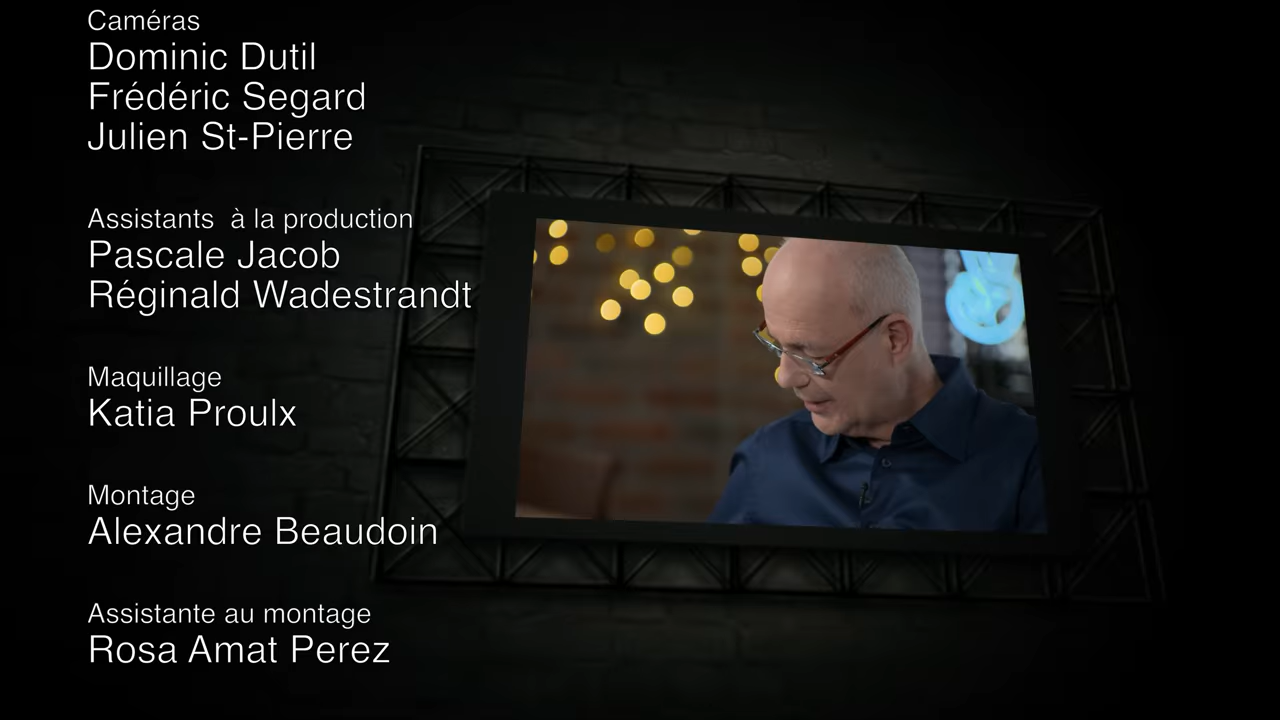 Caméras
Dominic Dutil
Frédéric Segard
Julien St-Pierre
Assistants à la production
Pascale Jacob
Réginald Wadestrandt
Maquillage
Katia Proulx
Montage
Alexandre Beaudoin
Assistante au montage
Rosa Amat Perez